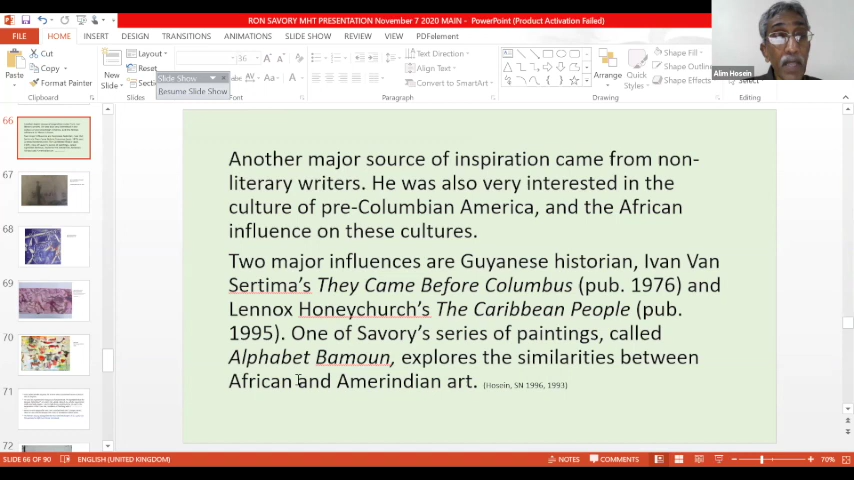 RON SAVORY MHT PRESENTATION November 7 2020 MAIN - PowerPoint (Product Activation Failed)
FILE HOME INSERT DESIGN TRANSITIONS ANIMATIONS SLIDE SHOW REVIEW VIEW PDFelement
Cut
Copy
Format Painter
Paste
Clipboard
New
Slide
Layout
Reset
Slides
Slide Show
Resume Slide Show
36
Font
Text Direction
Align Text
Convert to SmartArt
Paragraph
Arrange
Quick
Styles
Shape Fill
Shape Outline
Shape Effects
Drawing
Select
Editing
Alim Hosein
66
67
68
69
70
71
72
Another major source of inspiration came from non-
literary writers. He was also very interested in the
culture of pre-Columbian America, and the African
influence on these cultures.
Two major influences are Guyanese historian, Ivan Van
Sertima's They Came Before Columbus (pub. 1976) and
Lennox Honeychurch's The Caribbean People (pub.
1995). One of Savory's series of paintings, called
Alphabet Bamoun, explores the similarities between
African and Amerindian art. (Hosein, SN 1996, 1993)
SLIDE 66 OF 90 ENGLISH (UNITED KINGDOM) NOTES COMMENTS 70%